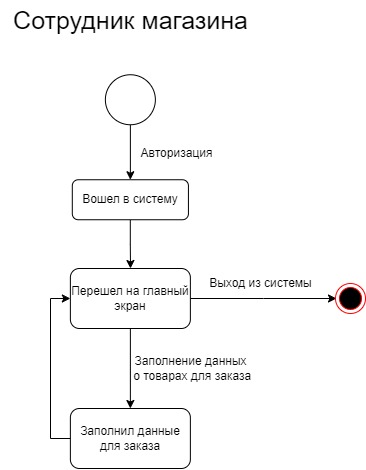 Сотрудник магазина
Авторизация
Вошел в систему
Перешел на главный
экран
Выход из системы
Заполнение данных
о товарах для заказа
Заполнил данные
для заказа